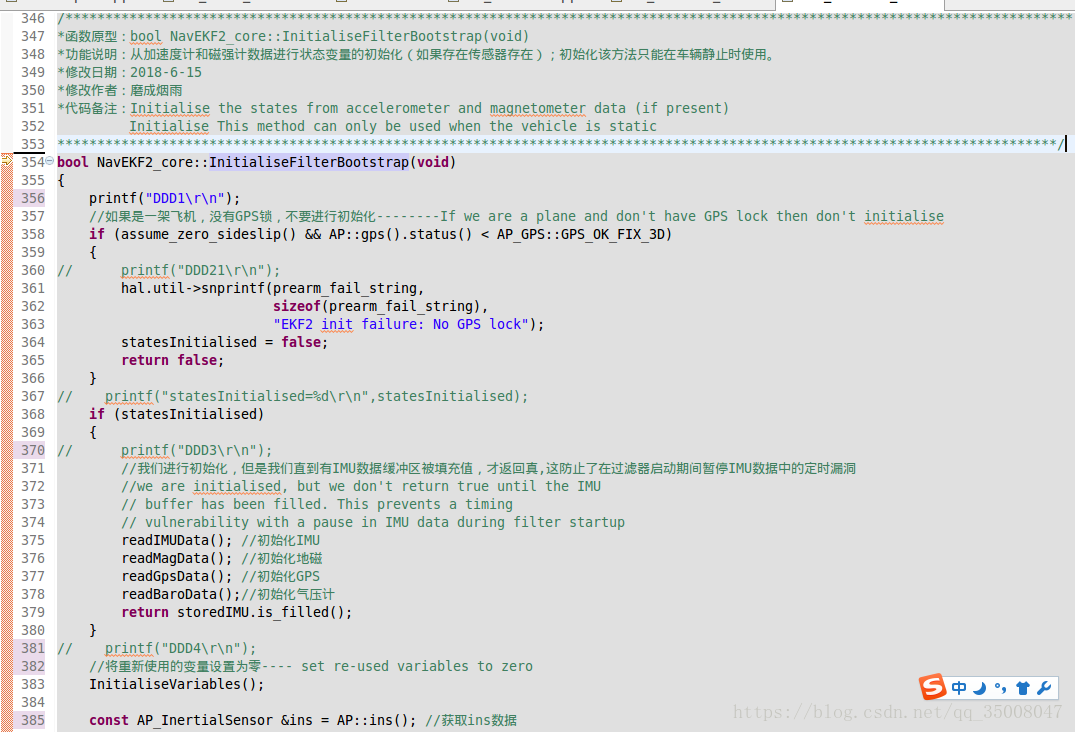 346 /******************************************************************************************************************************
347 *函数原型：bool NavEKF2_core::InitialiseFilterBootstrap(void)
348 *功能说明：从加速度计和磁强计数据进行状态变量的初始化（如果存在传感器存在）；初始化该方法只能在车辆静止时使用。
349 *修改日期：2018-6-15
350 *修改作者：磨成烟雨
351 *代码备注：Initialise the states from accelerometer and magnetometer data (if present)
352          Initialise This method can only be used when the vehicle is static
353 *****************************************************************************************************************************/
354 bool NavEKF2_core::InitialiseFilterBootstrap(void)
355 {
356     printf("DDD1\r\n");
357     //如果是一架飞机，没有GPS锁，不要进行初始化--------If we are a plane and don't have GPS lock then don't initialise
358     if (assume_zero_sideslip() && AP::gps().status() < AP_GPS::GPS_OK_FIX_3D)
359     {
360 //      printf("DDD21\r\n");
361         hal.util->snprintf(prearm_fail_string,
362                            sizeof(prearm_fail_string),
363                            "EKF2 init failure: No GPS lock");
364         statesInitialised = false;
365         return false;
366     }
367 //    printf("statesInitialised=%d\r\n",statesInitialised);
368     if (statesInitialised)
369     {
370 //      printf("DDD3\r\n");
371         //我们进行初始化，但是我们直到有IMU数据缓冲区被填充值，才返回真,这防止了在过滤器启动期间暂停IMU数据中的定时漏洞
372         //we are initialised, but we don't return true until the IMU
373         // buffer has been filled. This prevents a timing
374         // vulnerability with a pause in IMU data during filter startup
375         readIMUData(); //初始化IMU
376         readMagData(); //初始化地磁
377         readGpsData(); //初始化GPS
378         readBaroData();//初始化气压计
379         return storedIMU.is_filled();
380     }
381 //    printf("DDD4\r\n");
382     //将重新使用的变量设置为零---- set re-used variables to zero
383     InitialiseVariables();
384
385     const AP_InertialSensor &ins = AP::ins(); //获取ins数据
中
https://blog.csdn.net/qq_35008047